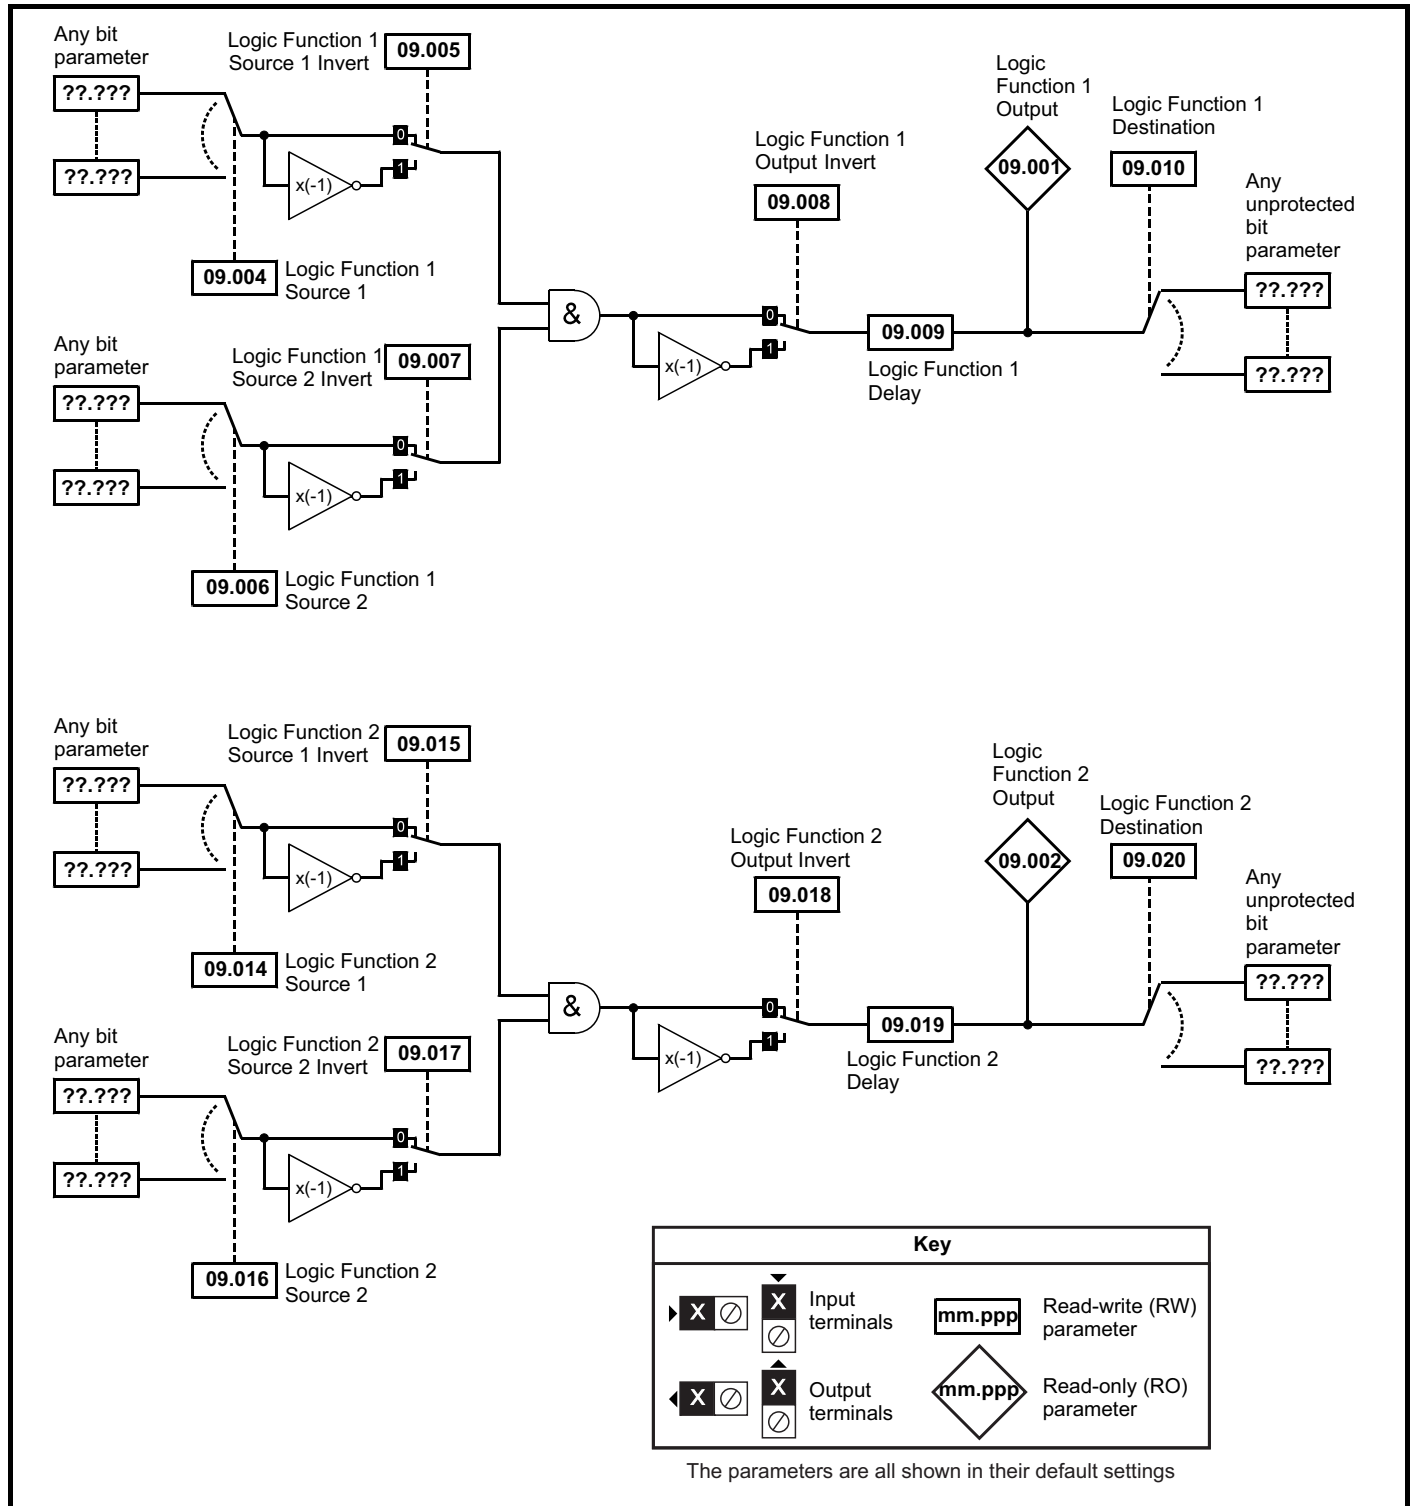 Any bit
parameter
??.???
??.???
Logic Function 1
Source 1 Invert
09.005
0
1
x(-1)
09.004
Logic Function 1
Source 1
Any bit
parameter
??.???
??.???
Logic Function 1
Source 2 Invert
09.007
0
1
x(-1)
09.006
Logic Function 1
Source 2
&
x(-1)
0
1
Logic Function 1
Output Invert
09.008
09.009
Logic Function 1
Delay
Logic
Function 1
Output
09.001
Logic Function 1
Destination
09.010
Any
unprotected
bit
parameter
??.???
??.???
Any bit
parameter
??.???
??.???
Logic Function 2
Source 1 Invert
09.015
0
1
x(-1)
09.014
Logic Function 2
Source 1
Any bit
parameter
??.???
??.???
Logic Function 2
Source 2 Invert
09.017
0
1
x(-1)
09.016
Logic Function 2
Source 2
&
x(-1)
0
1
Logic Function 2
Output Invert
09.018
09.019
Logic Function 2
Delay
Logic
Function 2
Output
09.002
Logic Function 2
Destination
09.020
Any
unprotected
bit
parameter
??.???
??.???
Key
X
X
Input
terminals
mm.ppp
Read-write (RW)
parameter
X
X
Output
terminals
mm.ppp
Read-only (RO)
parameter
The parameters are all shown in their default settings